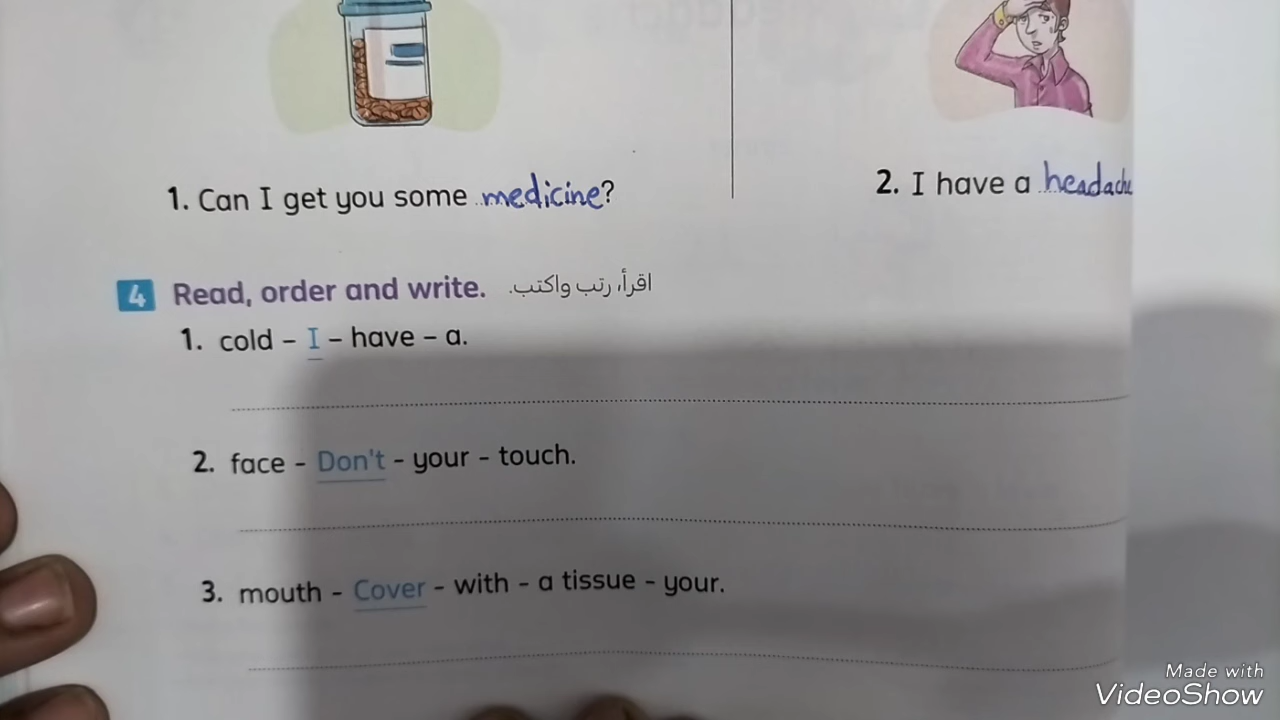 1. Can I get you some medicine?
2. I have a headache
4 Read, order and write. اقرأ، رتب واكتب.
1. cold – I – have – a.
2. face – Don't – your – touch.
3. mouth – Cover – with – a tissue – your.
Made with
VideoShow